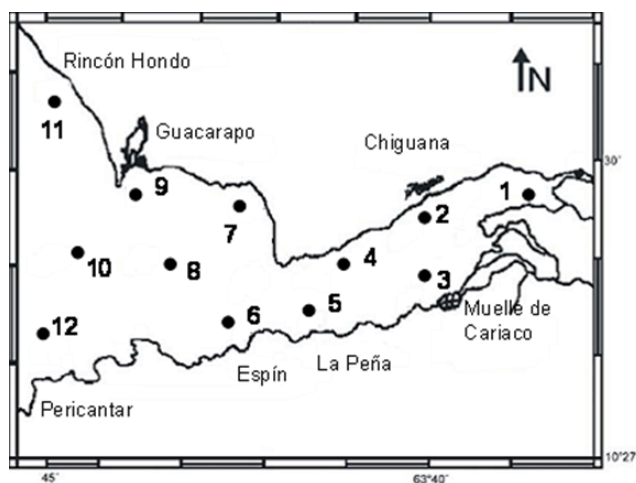 Rincón Hondo
N
11
Guacarapo
Chiguana
30´
9
1
7
2
10
8
4
3
12
6
5
Muelle de
Cariaco
La Peña
Espín
Pericantar
10°27
45´
63°40´